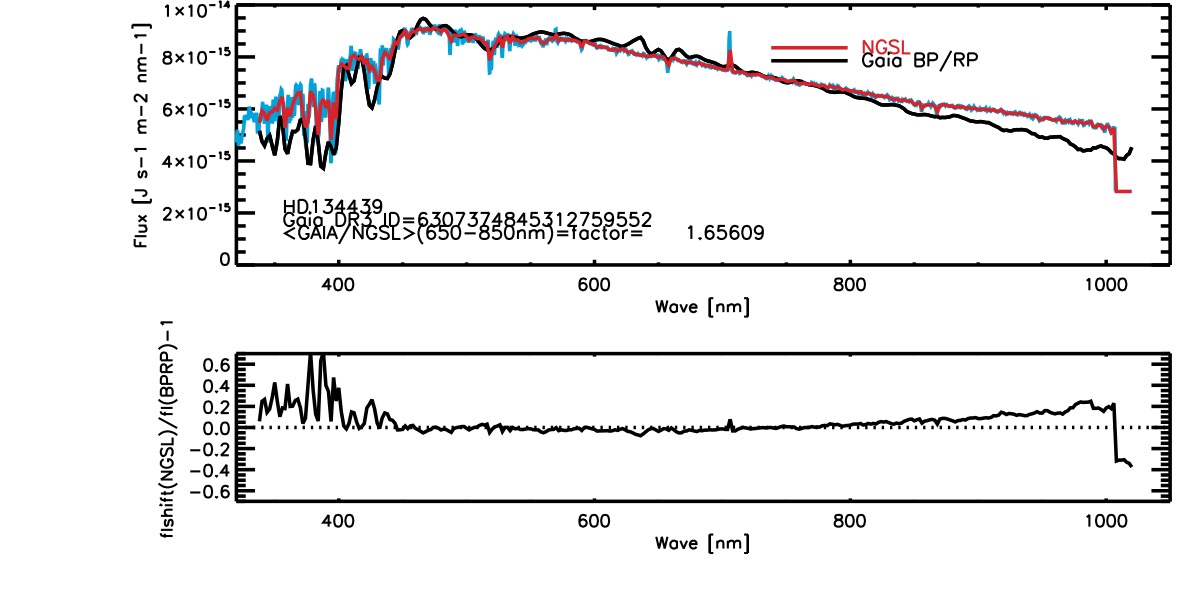 1×10−14
8×10−15
6×10−15
4×10−15
2×10−15
0
Flux [J s−1 m−2 nm−1]
NGSL
Gaia BP/RP
HD134439
Gaia DR3 ID=6307374845312759552
<GAIA/NGSL>(650−850nm)=factor= 1.65609
400 600 800 1000
Wave [nm]
flshift(NGSL)/fl(BPRP)−1
0.6
0.4
0.2
0.0
−0.2
−0.4
−0.6
400 600 800 1000
Wave [nm]